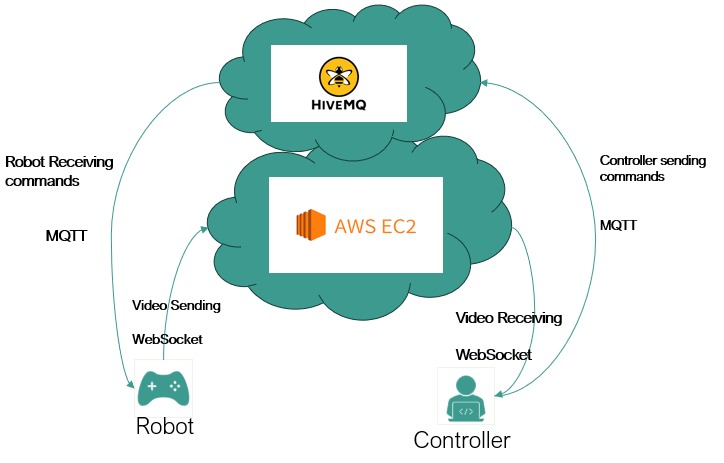 HIVEMQ
Robot Receiving
commands
MQTT
Controller sending
commands
MQTT
AWS EC2
Video Sending
WebSocket
Video Receiving
WebSocket
</>
Robot
Controller